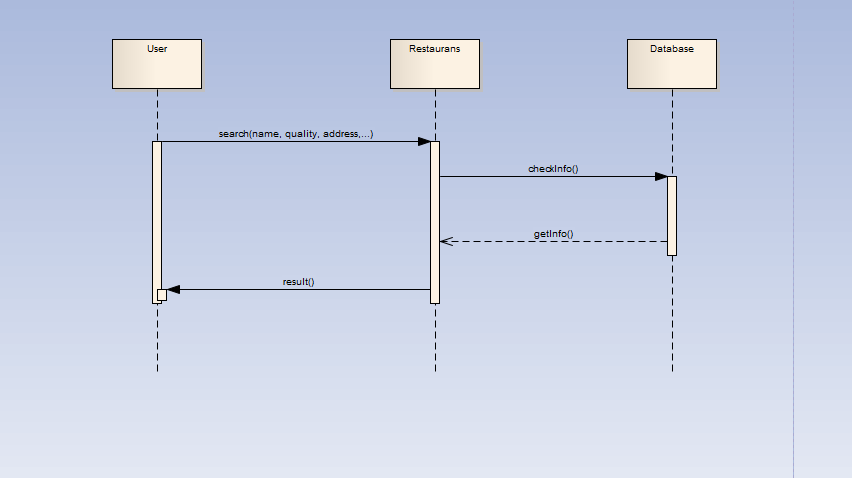 User
Restaurans
Database
search(name, quality, address,...)
checkInfo()
getInfo()
result()